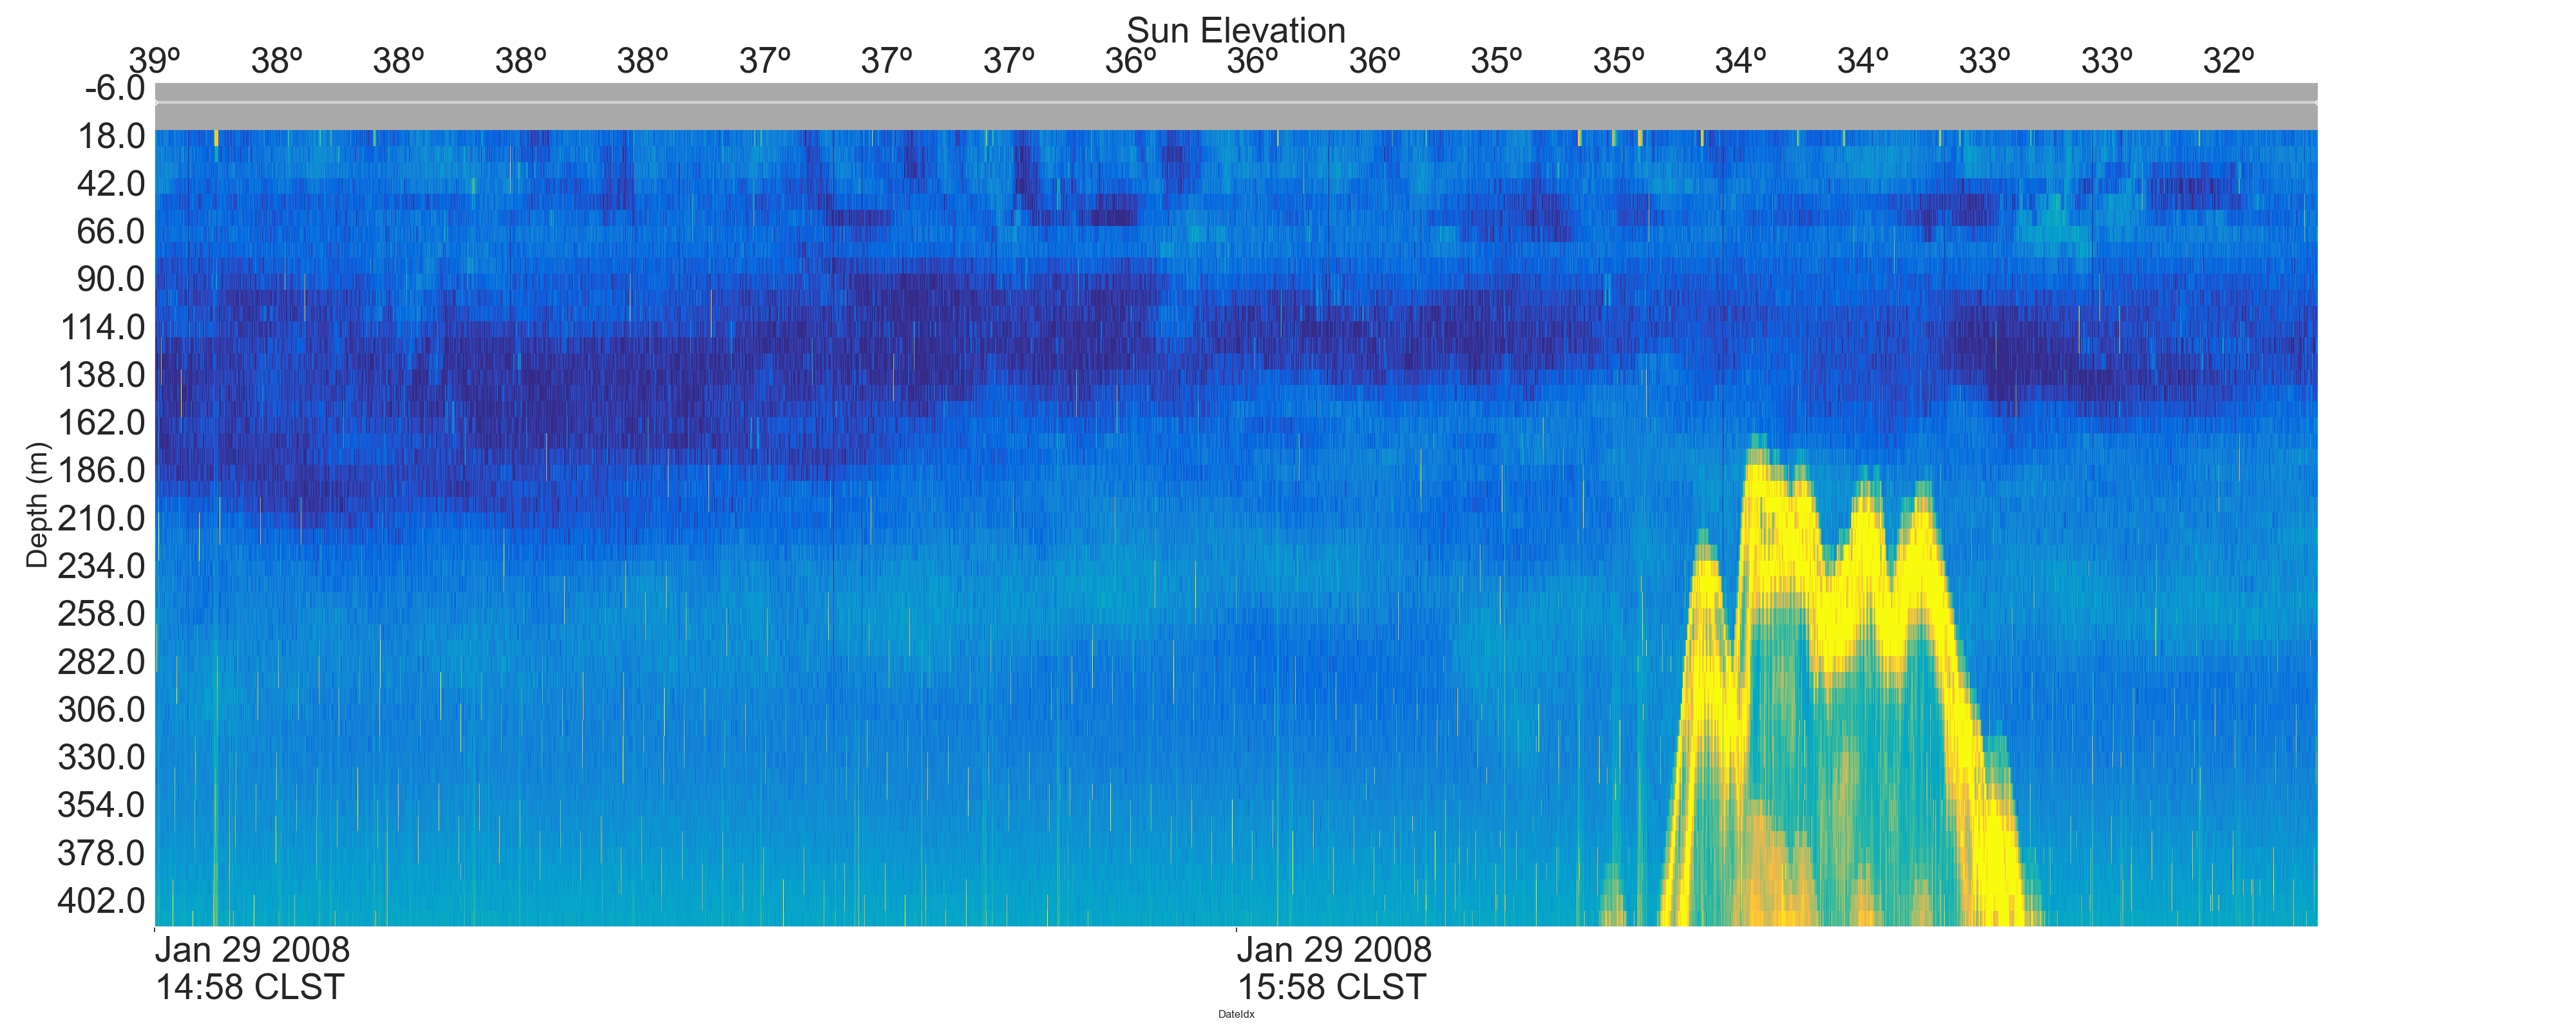 Sun Elevation
39º 38º 38º 38º 38º 37º 37º 37º 36º 36º 36º 35º 35º 34º 34º 33º 33º 32º
-6.0
18.0
42.0
66.0
90.0
114.0
138.0
162.0
186.0
210.0
234.0
258.0
282.0
306.0
330.0
354.0
378.0
402.0
Depth (m)
Jan 29 2008
14:58 CLST
Jan 29 2008
15:58 CLST
DateIdx